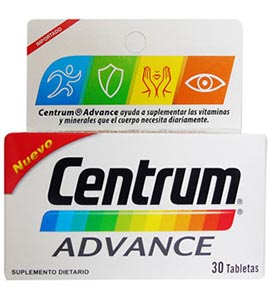 IMPORTADO
Centrum® Advance ayuda a suplementar las vitaminas
y minerales que el cuerpo necesita diariamente.
Nuevo
Centrum®
ADVANCE®
SUPLEMENTO DIETARIO
30 Tabletas